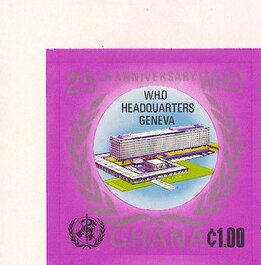 25th ANNIVERSARY WHO
W.H.O
HEADQUARTERS
GENEVA
GHANA ₵1.00